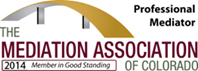 Professional
Mediator
THE
MEDIATION ASSOCIATION
2014 Member in Good Standing OF COLORADO